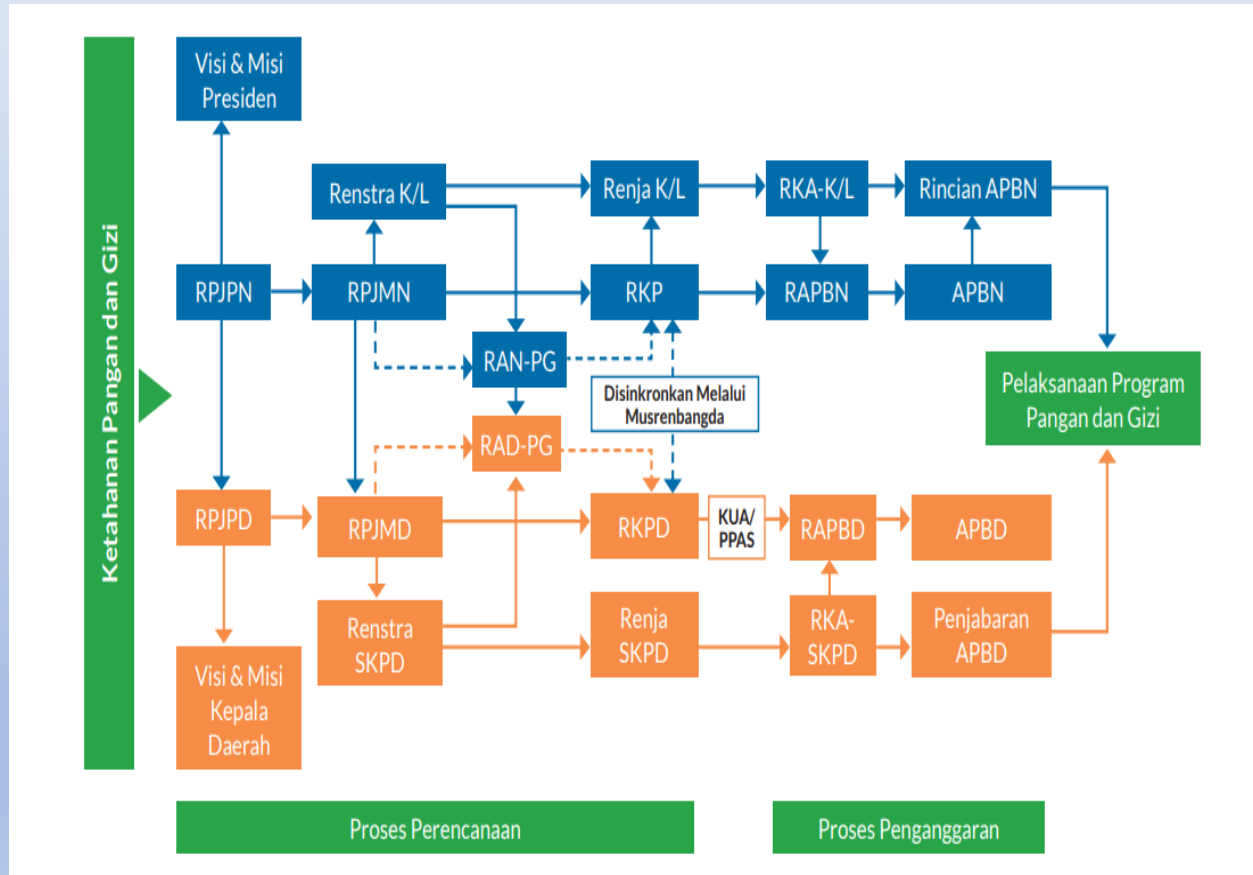 Ketahanan Pangan dan Gizi
Visi & Misi
Presiden
Renstra K/L
Renja K/L
RKA-K/L
Rincian APBN
RPJPN
RPJMN
RKP
RAPBN
APBN
RAN-PG
Disinkronkan Melalui
Musrenbangda
Pelaksanaan Program
Pangan dan Gizi
RAD-PG
RPJPD
RPJMD
RKPD
KUA/
PPAS
RAPBD
APBD
Renstra
SKPD
Renja
SKPD
RKA-
SKPD
Penjabaran
APBD
Visi & Misi
Kepala
Daerah
Proses Perencanaan
Proses Penganggaran